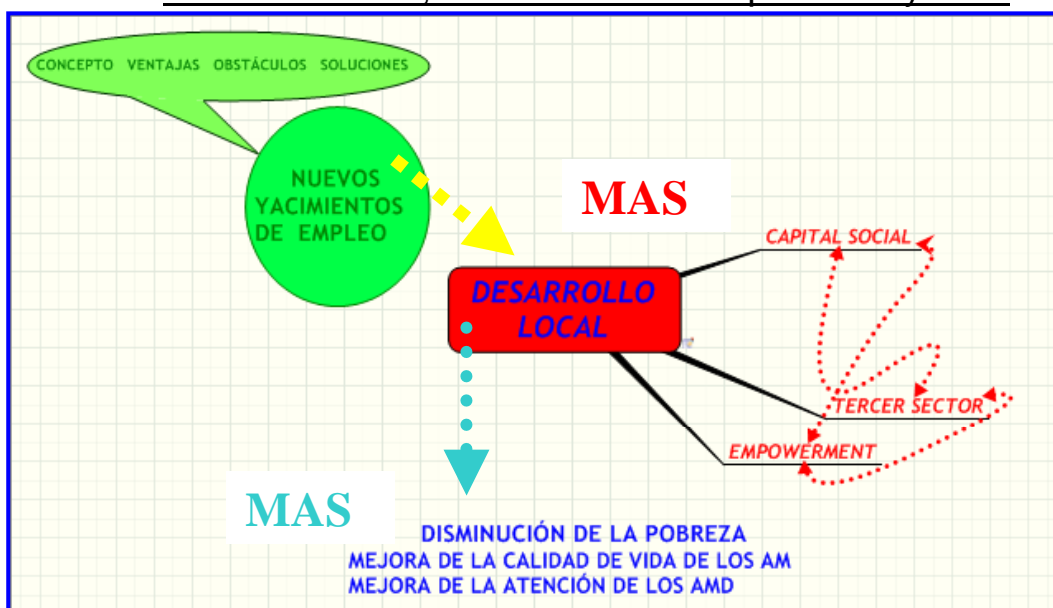 CONCEPTO VENTAJAS OBSTÁCULOS SOLUCIONES
NUEVOS
YACIMIENTOS
DE EMPLEO
MAS
CAPITAL SOCIAL
DESARROLLO
LOCAL
TERCER SECTOR
EMPOWERMENT
MAS
DISMINUCIÓN DE LA POBREZA
MEJORA DE LA CALIDAD DE VIDA DE LOS AM
MEJORA DE LA ATENCIÓN DE LOS AMD